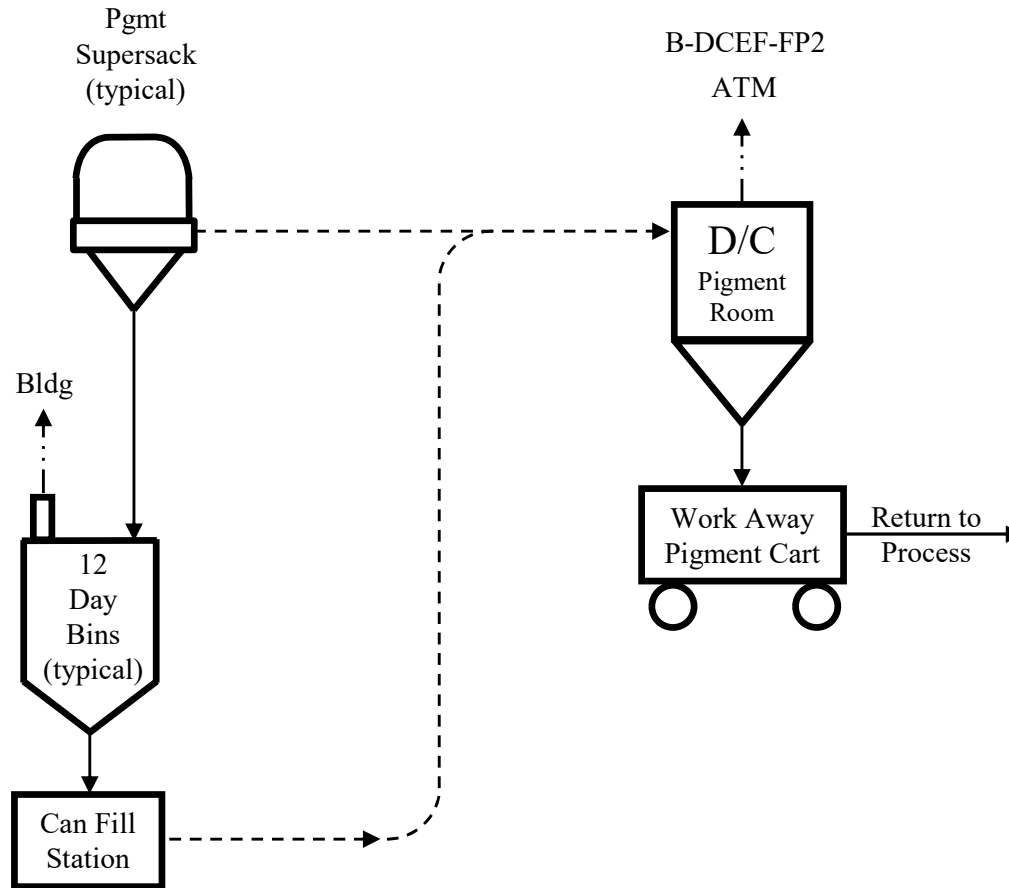 Pgmt
Supersack
(typical)
B-DCEF-FP2
ATM
D/C
Pigment
Room
Bldg
Work Away
Pigment Cart
Return to
Process
12
Day
Bins
(typical)
Can Fill
Station